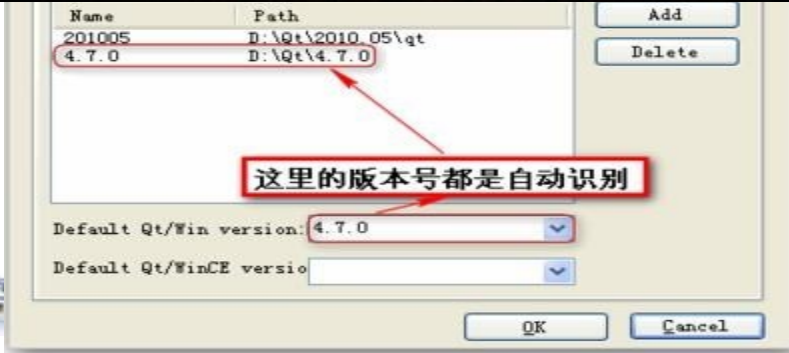 Name Path Add
201005 D:\Qt\2010.05\qt
4.7.0 D:\Qt\4.7.0 Delete
这里的版本号都是自动识别
Default Qt/Win version: 4.7.0
Default Qt/WinCE versio
OK Cancel